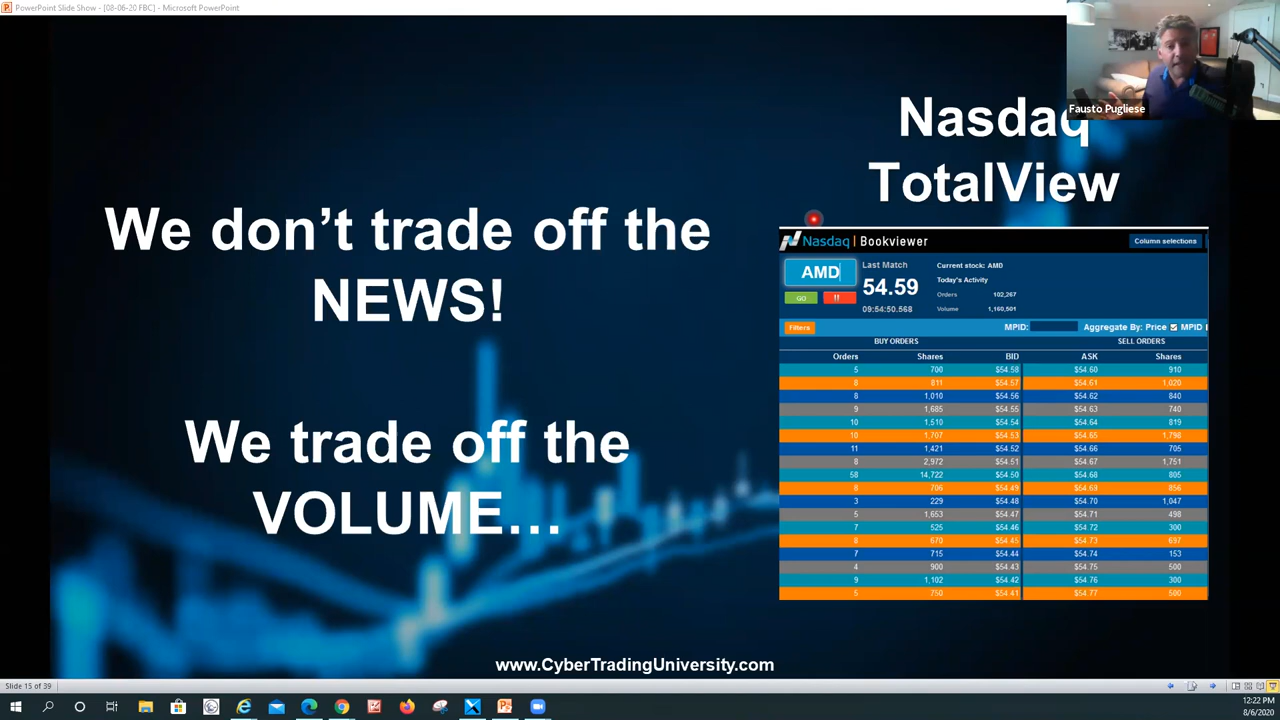 PowerPoint Slide Show - [08-06-20 FBC] - Microsoft PowerPoint
Fausto Pugliese
Nasdaq
TotalView
We don't trade off the
NEWS!
We trade off the
VOLUME…
Nasdaq | Bookviewer
Column selections
AMD
GO
!!
Last Match
54.59
09:54:50.568
Current stock: AMD
Today's Activity
Orders 102,267
Volume 1,160,501
Filters MPID: Aggregate By: Price MPID
BUY ORDERS SELL ORDERS
Orders Shares BID ASK Shares
5 700 $54.58 $54.60 910
8 811 $54.57 $54.61 1,020
8 1,010 $54.56 $54.62 840
9 1,685 $54.55 $54.63 740
10 1,510 $54.54 $54.64 819
10 1,707 $54.53 $54.65 1,798
11 1,421 $54.52 $54.66 705
8 2,972 $54.51 $54.67 1,751
58 14,722 $54.50 $54.68 805
8 706 $54.49 $54.69 856
3 229 $54.48 $54.70 1,047
5 1,653 $54.47 $54.71 498
7 525 $54.46 $54.72 300
8 670 $54.45 $54.73 697
7 715 $54.44 $54.74 153
4 900 $54.43 $54.75 500
9 1,102 $54.42 $54.76 300
5 750 $54.41 $54.77 500
www.CyberTradingUniversity.com
Slide 15 of 39
12:22 PM
8/6/2020